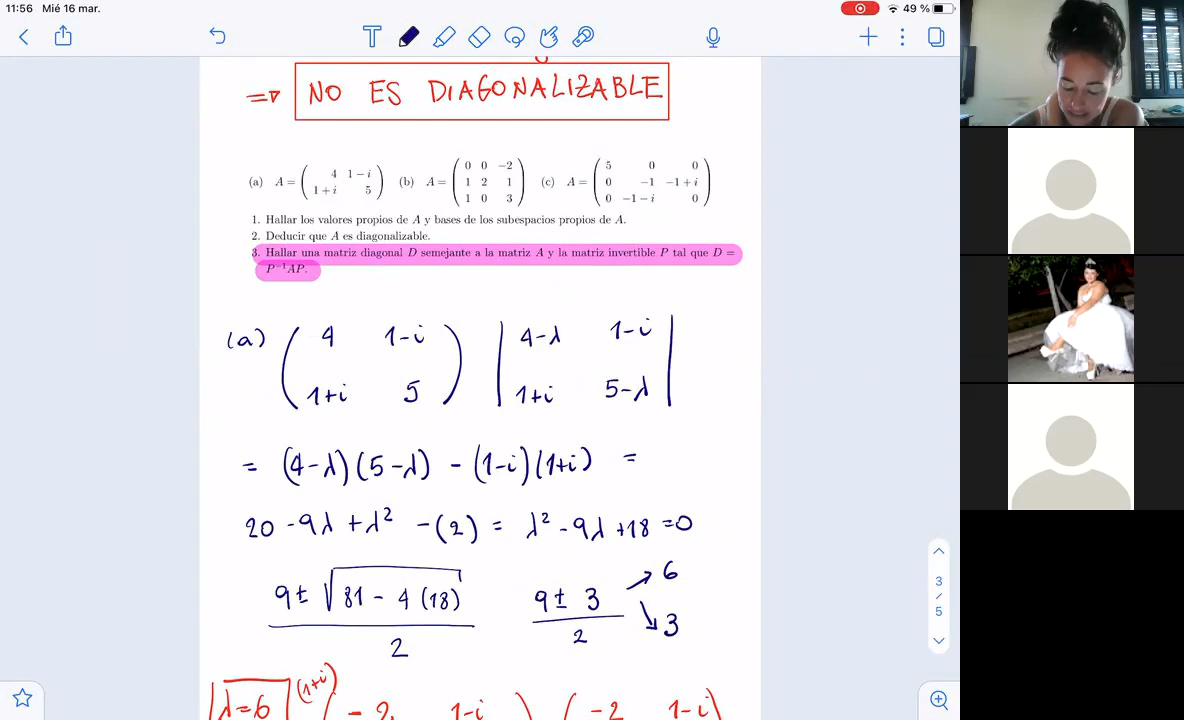 11:56 Mié 16 mar.
49 %
=> NO ES DIAGONALIZABLE
(a) A = ( 4 1−i (b) A = ( 0 0 −2 (c) A = ( 5 0 0
1+i 5 ) 1 2 1 0 −1 −1+i
1 0 3 ) 0 −1−i 0 )
1. Hallar los valores propios de A y bases de los subespacios propios de A.
2. Deducir que A es diagonalizable.
3. Hallar una matriz diagonal D semejante a la matriz A y la matriz invertible P tal que D =
P⁻¹AP.
(a) ( 4 1-i ) | 4-λ 1-i |
( 1+i 5 ) | 1+i 5-λ |
= (4-λ)(5-λ) - (1-i)(1+i) =
20 -9λ +λ² -(2) = λ² -9λ +18 =0
9± √81 - 4(18) 9± 3 → 6
2 2 ↘ 3
λ=6 (1+i) ( -2 1-i ) ( -2 1-i )
3
/
5